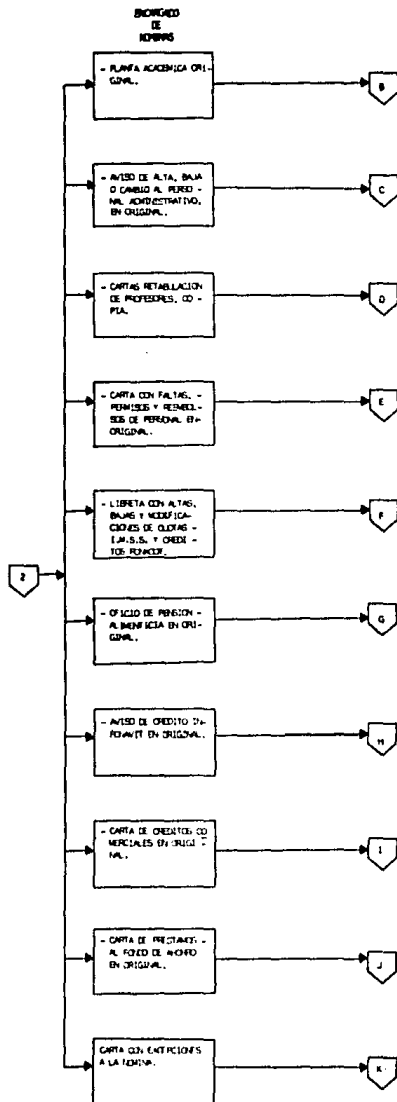 ENCARGADO
DE
NOMINAS
- PLANTA ACADEMICA ORI-
GINAL.
B
- AVISO DE ALTA, BAJA
O CAMBIO AL PERSO -
NAL ADMINISTRATIVO,
EN ORIGINAL.
C
- CARTAS RETABULACION
DE PROFESORES, CO -
PIA.
D
- CARTA CON FALTAS, -
PERMISOS Y REEMBOL-
SOS DE PERSONAL EN-
ORIGINAL.
E
- LIBRETA CON ALTAS,
BAJAS Y MODIFICA-
CIONES DE CUOTAS -
I.M.S.S. Y CREDI -
TOS FONACOT.
F
2
- OFICIO DE PENSION -
ALIMENTICIA EN ORI-
GINAL.
G
- AVISO DE CREDITO IN-
FONAVIT EN ORIGINAL.
H
- CARTA DE CREDITOS CO
MERCIALES EN ORIGI -
NAL.
I
- CARTA DE PRESTAMOS -
AL FONDO DE AHORRO
EN ORIGINAL.
J
CARTA CON EXCEPCIONES
A LA NOMINA.
K